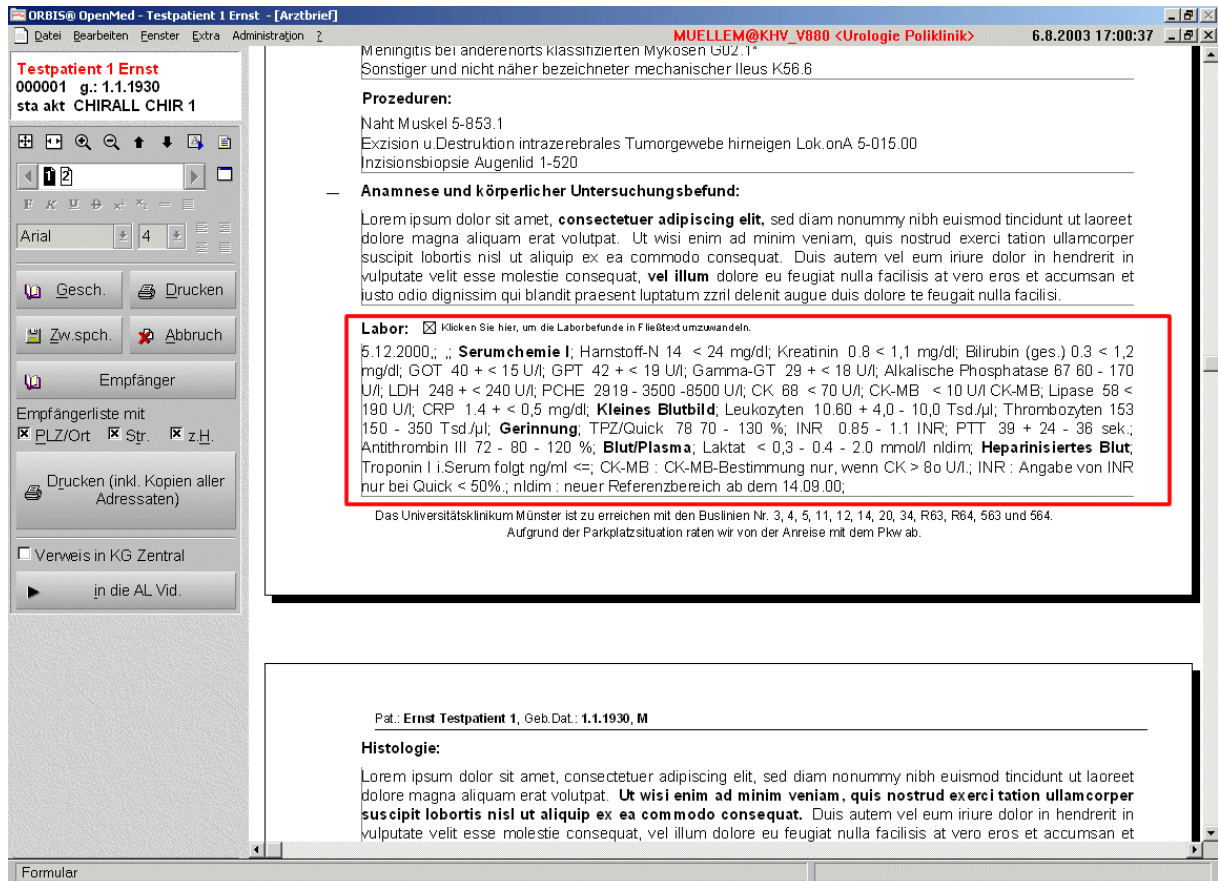 ORBIS® OpenMed - Testpatient 1 Ernst - [Arztbrief]
Datei Bearbeiten Fenster Extra Administration ?
MUELLEM@KHV_V880 <Urologie Poliklinik> 6.8.2003 17:00:37
Testpatient 1 Ernst
000001 g.: 1.1.1930
sta akt CHIRALL CHIR 1
1 2
F K U D x² x₂
Arial 4
Gesch. Drucken
Zw.spch. Abbruch
Empfänger
Empfängerliste mit
PLZ/Ort Str. z.H.
Drucken (inkl. Kopien aller
Adressaten)
Verweis in KG Zentral
in die AL Vid.
Meningitis bei anderenorts klassifizierten Mykosen G02.1*
Sonstiger und nicht näher bezeichneter mechanischer Ileus K56.6
Prozeduren:
Naht Muskel 5-853.1
Exzision u.Destruktion intrazerebrales Tumorgewebe hirneigen Lok.onA 5-015.00
Inzisionsbiopsie Augenlid 1-520
Anamnese und körperlicher Untersuchungsbefund:
Lorem ipsum dolor sit amet, consectetuer adipiscing elit, sed diam nonummy nibh euismod tincidunt ut laoreet
dolore magna aliquam erat volutpat. Ut wisi enim ad minim veniam, quis nostrud exerci tation ullamcorper
suscipit lobortis nisl ut aliquip ex ea commodo consequat. Duis autem vel eum iriure dolor in hendrerit in
vulputate velit esse molestie consequat, vel illum dolore eu feugiat nulla facilisis at vero eros et accumsan et
iusto odio dignissim qui blandit praesent luptatum zzril delenit augue duis dolore te feugait nulla facilisi.
Labor: Klicken Sie hier, um die Laborbefunde in Fließtext umzuwandeln.
5.12.2000,; ,; Serumchemie I; Harnstoff-N 14 < 24 mg/dl; Kreatinin 0.8 < 1,1 mg/dl; Bilirubin (ges.) 0.3 < 1,2
mg/dl; GOT 40 + < 15 U/l; GPT 42 + < 19 U/l; Gamma-GT 29 + < 18 U/l; Alkalische Phosphatase 67 60 - 170
U/l; LDH 248 + < 240 U/l; PCHE 2919 - 3500 -8500 U/l; CK 68 < 70 U/l; CK-MB < 10 U/l CK-MB; Lipase 58 <
190 U/l; CRP 1.4 + < 0,5 mg/dl; Kleines Blutbild; Leukozyten 10.60 + 4,0 - 10,0 Tsd./µl; Thrombozyten 153
150 - 350 Tsd./µl; Gerinnung; TPZ/Quick 78 70 - 130 %; INR 0.85 - 1.1 INR; PTT 39 + 24 - 36 sek.;
Antithrombin III 72 - 80 - 120 %; Blut/Plasma; Laktat < 0,3 - 0.4 - 2.0 mmol/l nldim; Heparinisiertes Blut;
Troponin I i.Serum folgt ng/ml <=; CK-MB : CK-MB-Bestimmung nur, wenn CK > 8o U/l.; INR : Angabe von INR
nur bei Quick < 50%.; nldim : neuer Referenzbereich ab dem 14.09.00;
Das Universitätsklinikum Münster ist zu erreichen mit den Buslinien Nr. 3, 4, 5, 11, 12, 14, 20, 34, R63, R64, 563 und 564.
Aufgrund der Parkplatzsituation raten wir von der Anreise mit dem Pkw ab.
Pat.: Ernst Testpatient 1, Geb.Dat.: 1.1.1930, M
Histologie:
Lorem ipsum dolor sit amet, consectetuer adipiscing elit, sed diam nonummy nibh euismod tincidunt ut laoreet
dolore magna aliquam erat volutpat. Ut wisi enim ad minim veniam, quis nostrud exerci tation ullamcorper
suscipit lobortis nisl ut aliquip ex ea commodo consequat. Duis autem vel eum iriure dolor in hendrerit in
vulputate velit esse molestie consequat, vel illum dolore eu feugiat nulla facilisis at vero eros et accumsan et
Formular